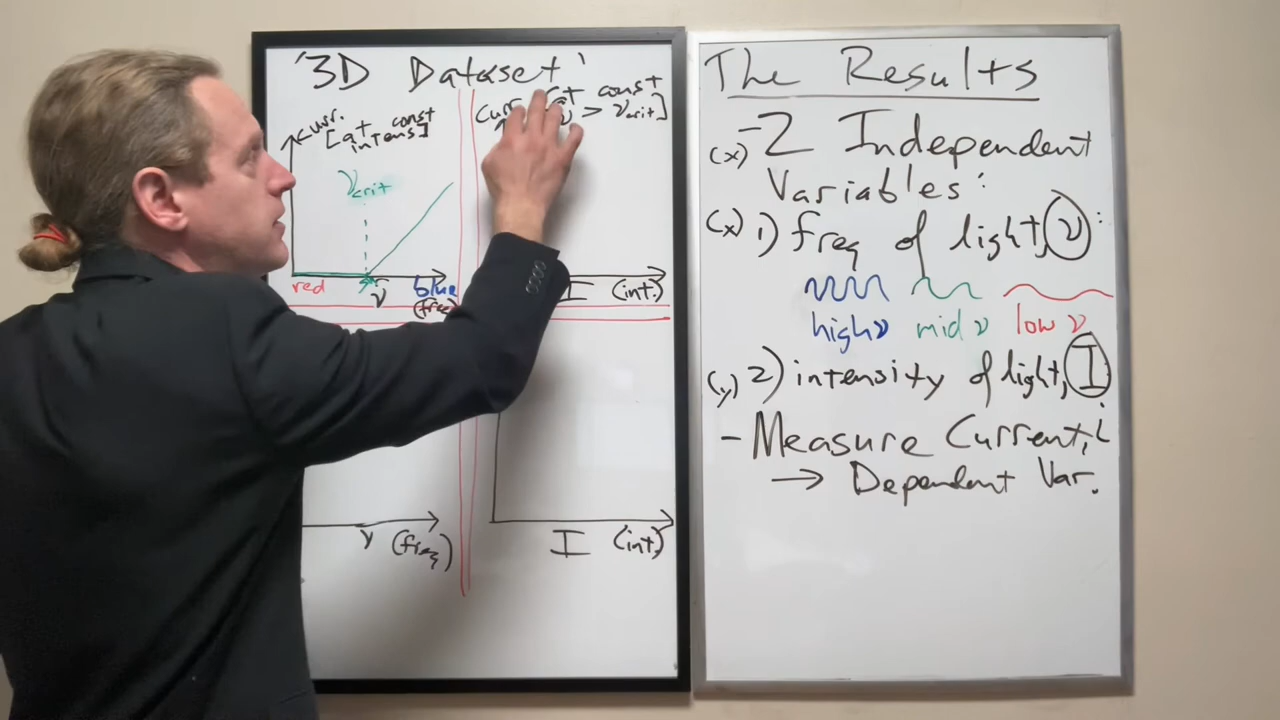 '3D Dataset'
curr.
[at const
intens]
νcrit
red
ν
blue
(freq)
Curr. [at const
ν > νcrit]
I (int.)
ν (freq)
I (int.)
The Results
(x) - 2 Independent
Variables:
(x) 1) freq of light, ν:
high ν mid ν low ν
(y) 2) intensity of light, I
- Measure Current, i
→ Dependent Var.